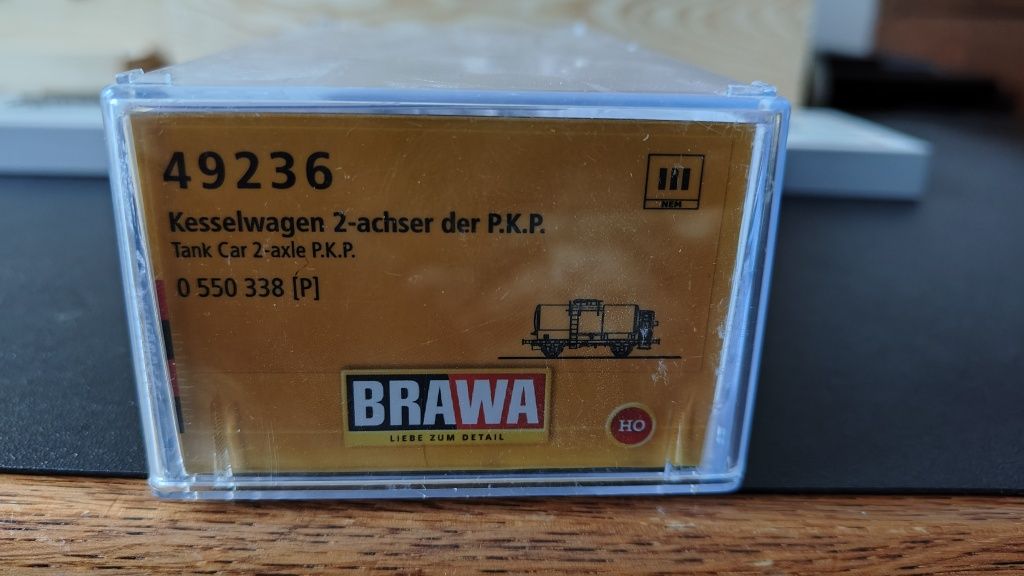 49236
III
NEM
Kesselwagen 2-achser der P.K.P.
Tank Car 2-axle P.K.P.
0 550 338 [P]
BRAWA
LIEBE ZUM DETAIL
HO